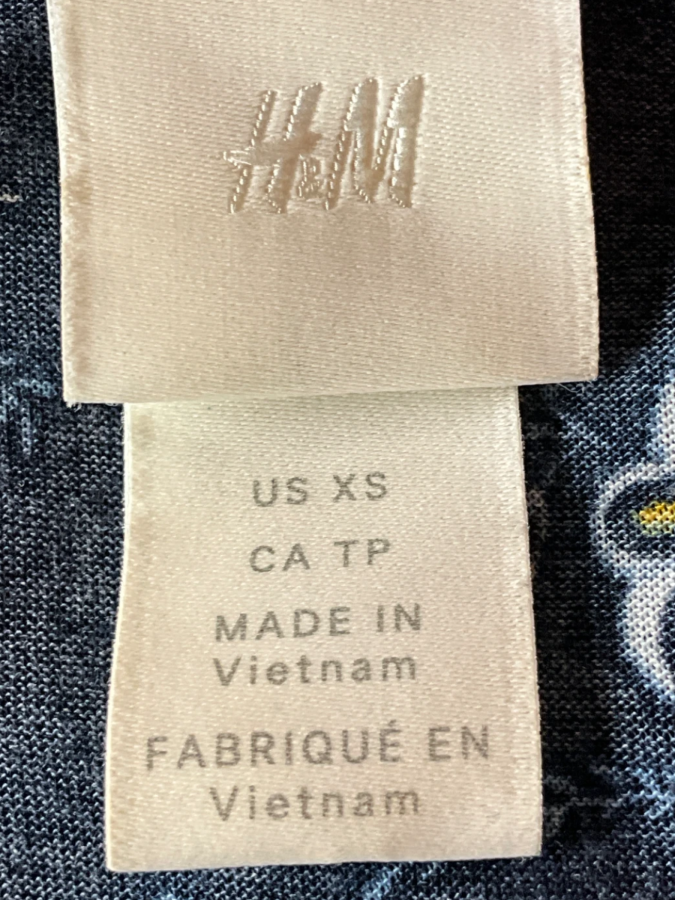 H&M
US XS
CA TP
MADE IN
Vietnam
FABRIQUÉ EN
Vietnam